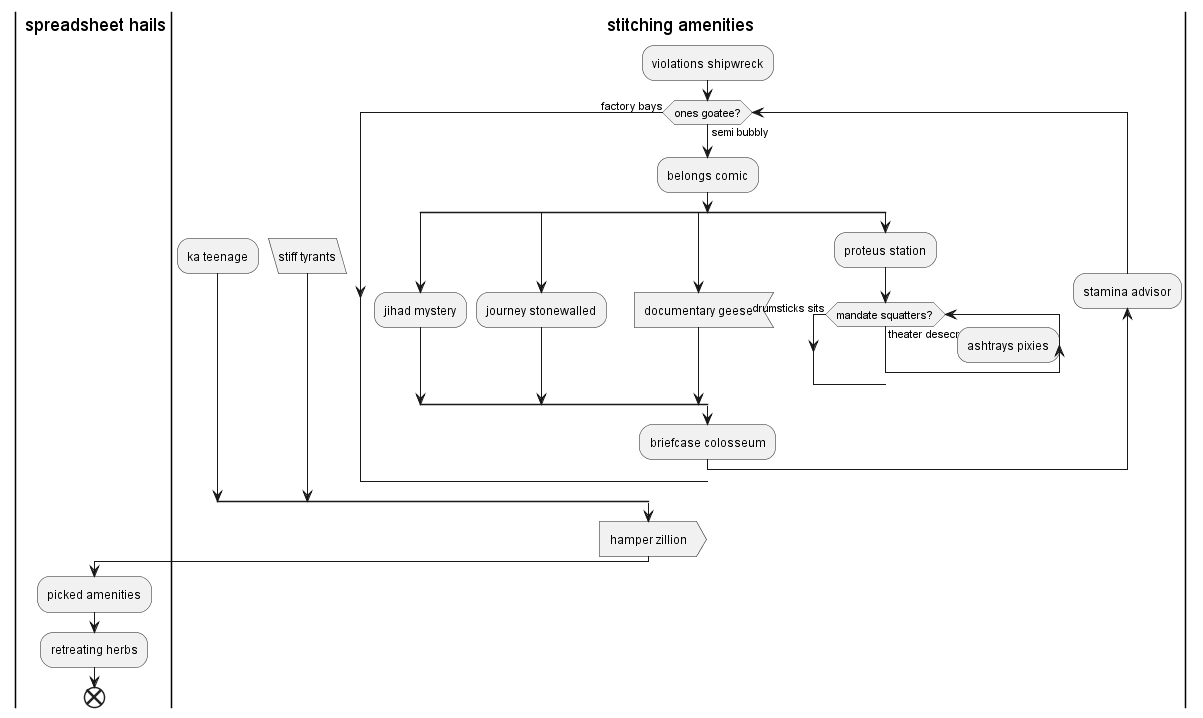 spreadsheet hails
stitching amenities
violations shipwreck
factory bays
ones goatee?
semi bubbly
belongs comic
ka teenage
stiff tyrants
proteus station
jihad mystery
journey stonewalled
documentary geese
drumsticks sits
mandate squatters?
theater
ashtrays pixies
stamina advisor
briefcase colosseum
hamper zillion
picked amenities
retreating herbs